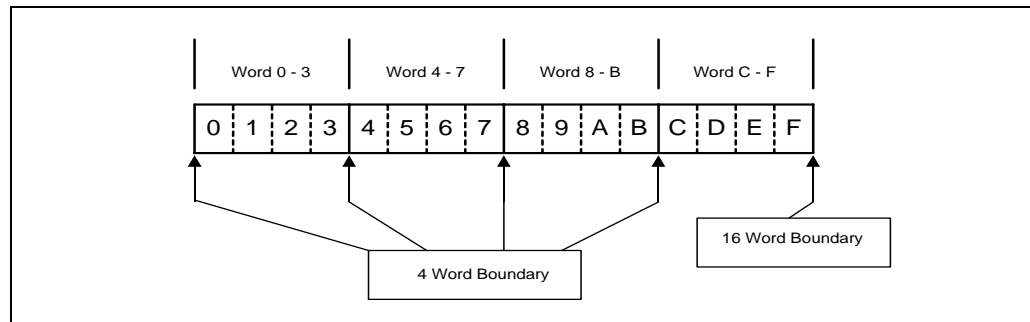 Word 0 - 3 Word 4 - 7 Word 8 - B Word C - F
0 1 2 3 4 5 6 7 8 9 A B C D E F
16 Word Boundary
4 Word Boundary